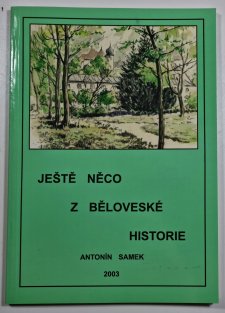 JEŠTĚ NĚCO
Z BĚLOVESKÉ
HISTORIE
ANTONÍN SAMEK
2003